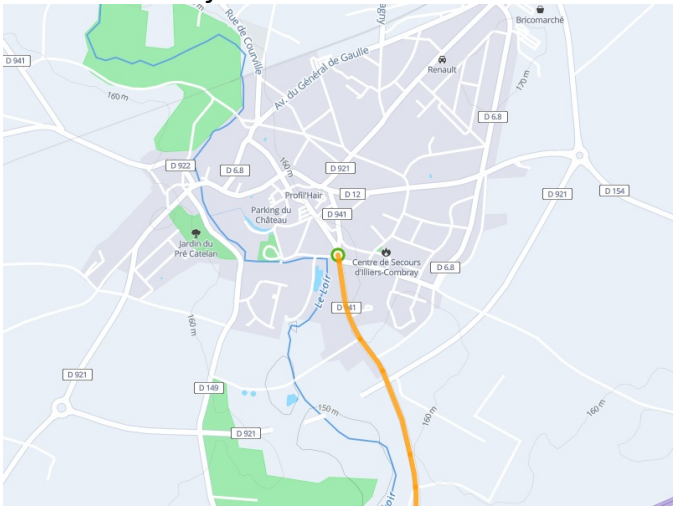 Bricomarché
Rue de Courville
160 m
D 941
Av. du Général de Gaulle
Renault
170 m
160 m
D 6.8
160 m
D 922
D 6.8
D 921
Profil'Hair
D 12
D 921
D 154
Parking du
Château
D 941
Jardin du
Pré Catelan
Centre de Secours
d'Illiers-Combray
D 6.8
Le Loir
160 m
D 941
D 921
D 149
150 m
160 m
160 m
D 921